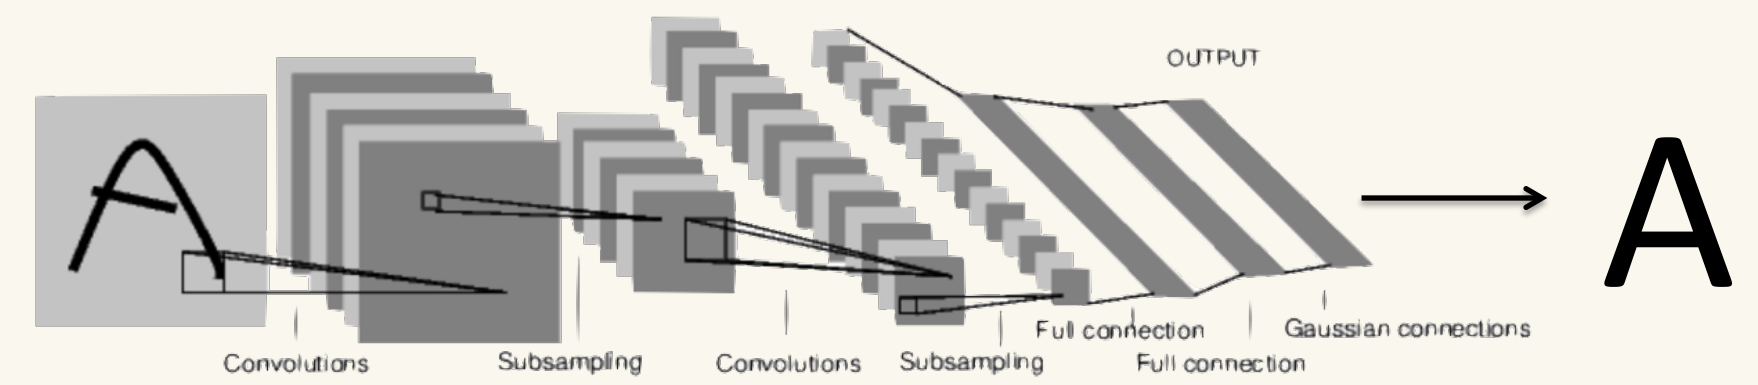 A
OUTPUT
A
Full connection
Gaussian connections
Convolutions
Subsampling
Convolutions
Subsampling
Full connection